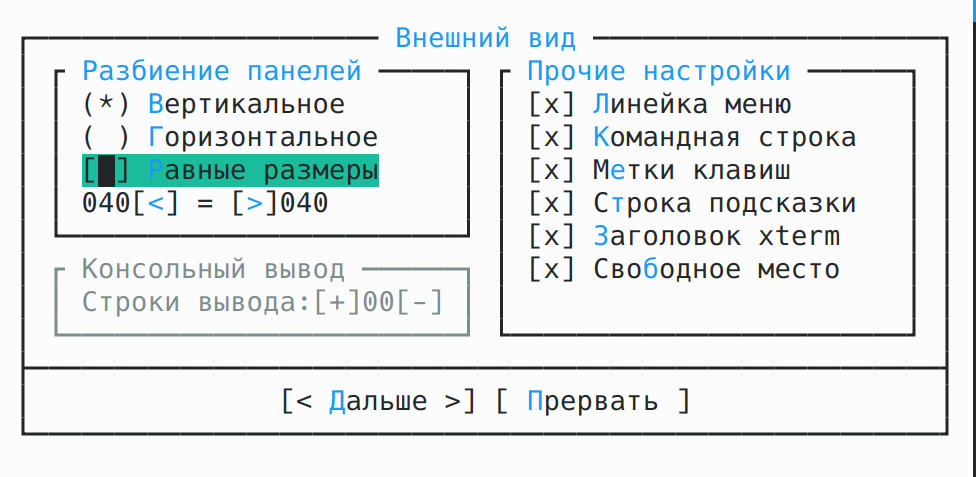 Внешний вид
Разбиение панелей
(*) Вертикальное
( ) Горизонтальное
[ ] Равные размеры
040[<] = [>]040
Консольный вывод
Строки вывода:[+]00[-]
Прочие настройки
[x] Линейка меню
[x] Командная строка
[x] Метки клавиш
[x] Строка подсказки
[x] Заголовок xterm
[x] Свободное место
[< Дальше >] [ Прервать ]